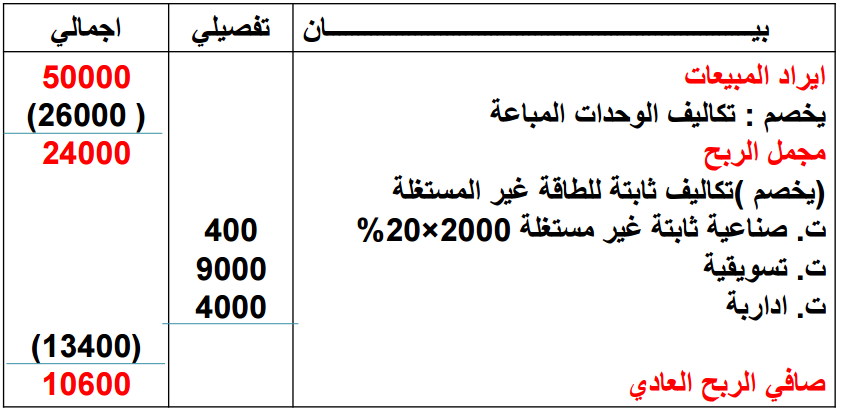 بيـــــــــــــــــــــــــــــان تفصيلي اجمالي
ايراد المبيعات 50000
يخصم : تكاليف الوحدات المباعة (26000 )
مجمل الربح 24000
(يخصم )تكاليف ثابتة للطاقة غير المستغلة
ت. صناعية ثابتة غير مستغلة 2000×20% 400
ت. تسويقية 9000
ت. اداربة 4000
(13400)
صافي الربح العادي 10600